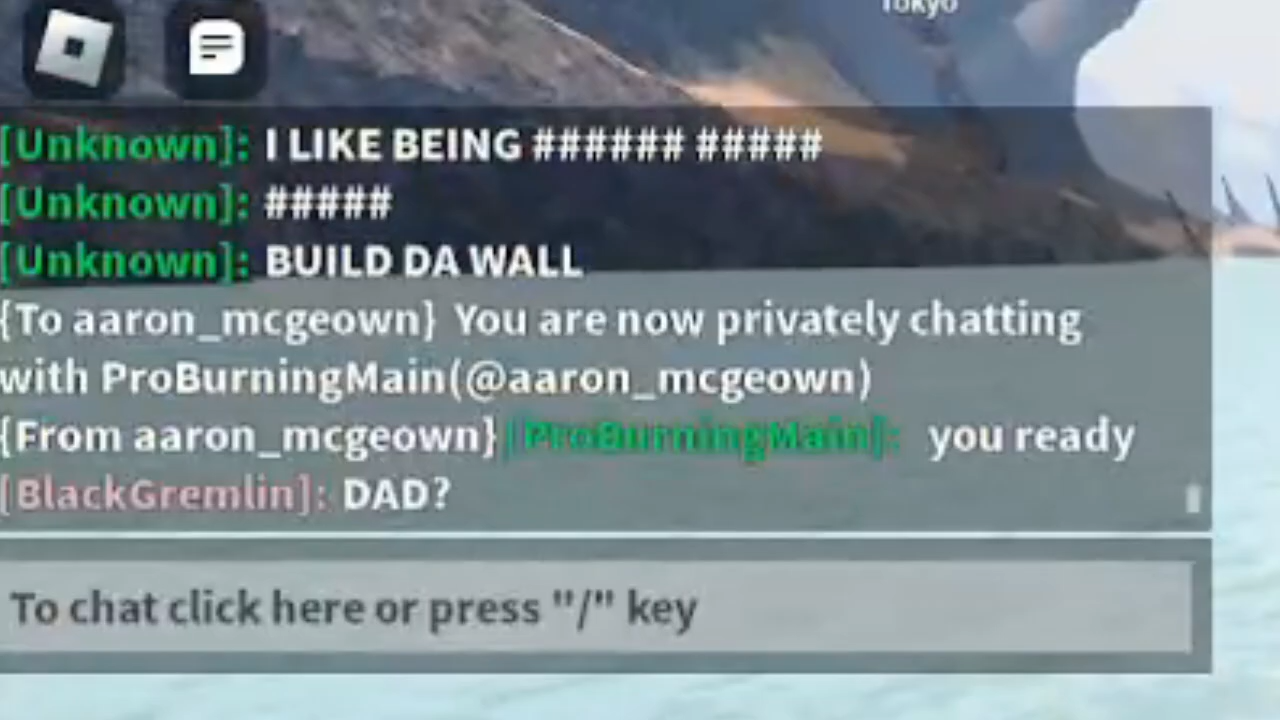 Tokyo
[Unknown]: I LIKE BEING ###### #####
[Unknown]: #####
[Unknown]: BUILD DA WALL
{To aaron_mcgeown} You are now privately chatting
with ProBurningMain(@aaron_mcgeown)
{From aaron_mcgeown} [ProBurningMain]: you ready
[BlackGremlin]: DAD?
To chat click here or press "/" key